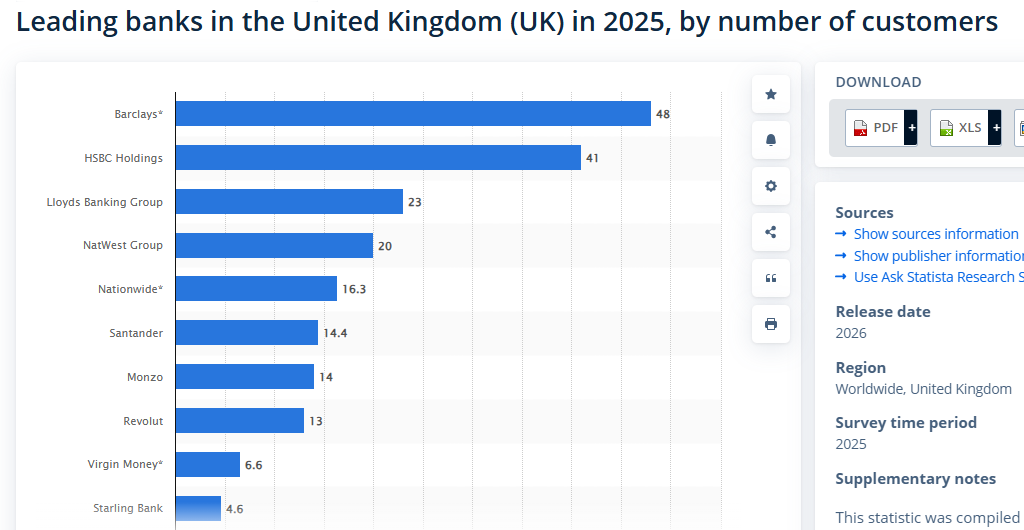 Leading banks in the United Kingdom (UK) in 2025, by number of customers
Barclays* 48
HSBC Holdings 41
Lloyds Banking Group 23
NatWest Group 20
Nationwide* 16.3
Santander 14.4
Monzo 14
Revolut 13
Virgin Money* 6.6
Starling Bank 4.6
DOWNLOAD
PDF + XLS +
Sources
→ Show sources information
→ Show publisher information
→ Use Ask Statista Research S
Release date
2026
Region
Worldwide, United Kingdom
Survey time period
2025
Supplementary notes
This statistic was compiled